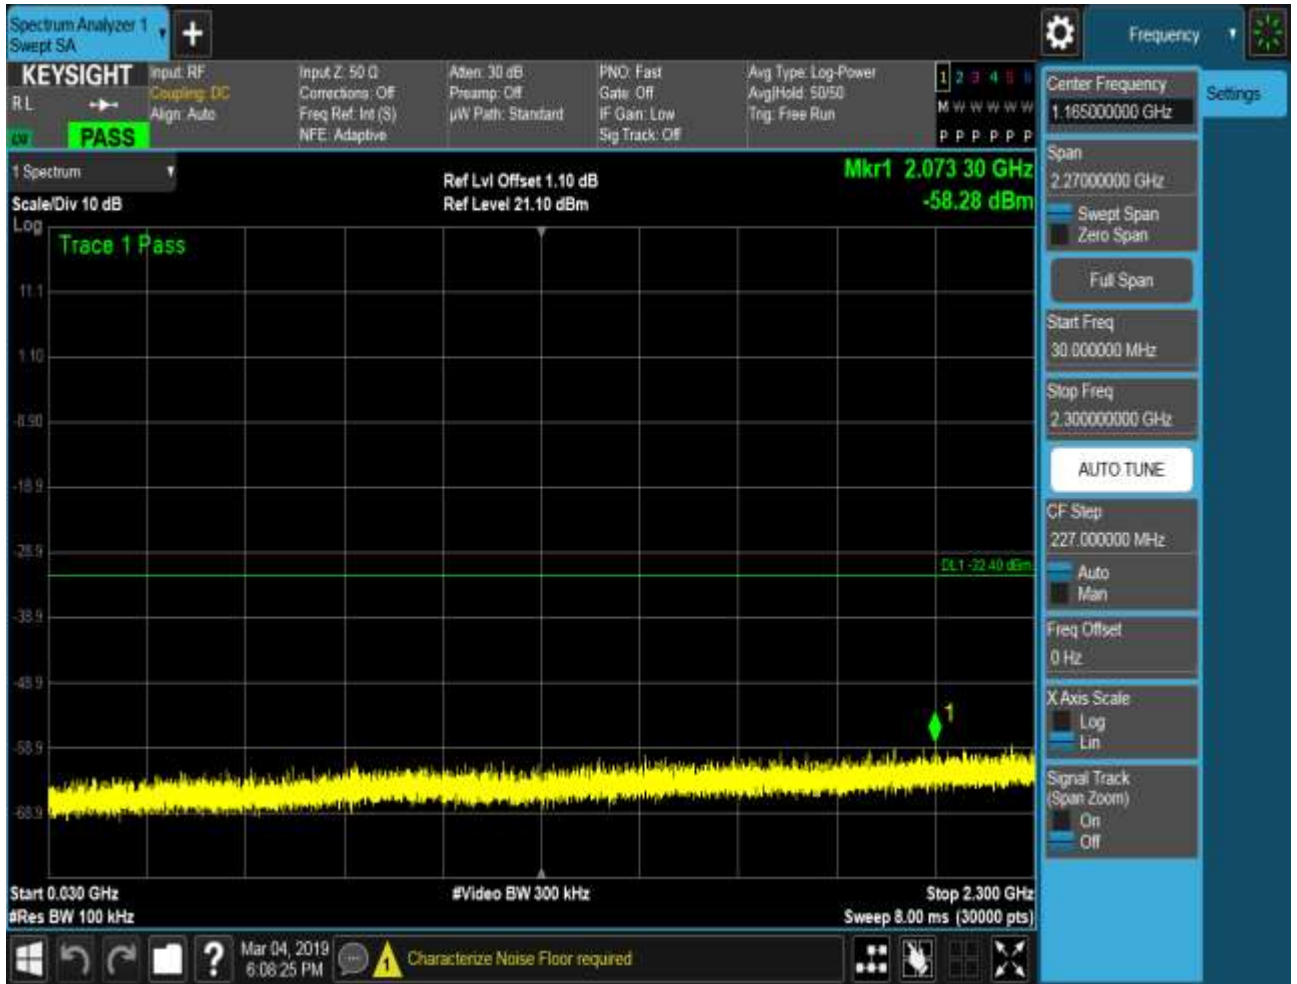 Spectrum Analyzer 1
Swept SA
+
Frequency
KEYSIGHT
R L
LW
PASS
Input: RF
Coupling: DC
Align: Auto
Input Z: 50 Ω
Corrections: Off
Freq Ref: Int (S)
NFE: Adaptive
Atten: 30 dB
Preamp: Off
µW Path: Standard
PNO: Fast
Gate: Off
IF Gain: Low
Sig Track: Off
Avg Type: Log-Power
Avg|Hold: 50/50
Trig: Free Run
1 2 3 4 5 6
M W W W W W
P P P P P P
1 Spectrum
Scale/Div 10 dB
Log
Ref Lvl Offset 1.10 dB
Ref Level 21.10 dBm
Mkr1 2.073 30 GHz
-58.28 dBm
Trace 1 Pass
11.1
1.10
-8.90
-18.9
-28.9
DL1 -32.40 dBm
-38.9
-48.9
1
-58.9
-68.9
Start 0.030 GHz
#Res BW 100 kHz
#Video BW 300 kHz
Stop 2.300 GHz
Sweep 8.00 ms (30000 pts)
Center Frequency
1.165000000 GHz
Settings
Span
2.27000000 GHz
Swept Span
Zero Span
Full Span
Start Freq
30.000000 MHz
Stop Freq
2.300000000 GHz
AUTO TUNE
CF Step
227.000000 MHz
Auto
Man
Freq Offset
0 Hz
X Axis Scale
Log
Lin
Signal Track
(Span Zoom)
On
Off
?
Mar 04, 2019
6:08:25 PM
1
Characterize Noise Floor required